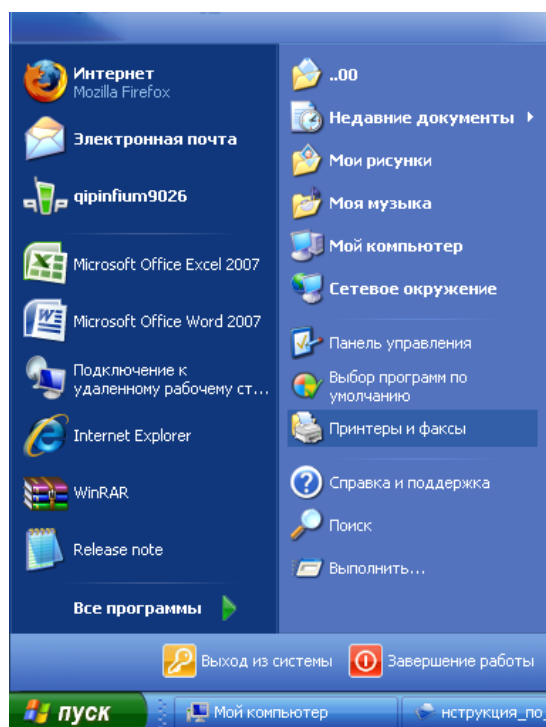 Интернет
Mozilla Firefox
Электронная почта
qipinfium9026
Microsoft Office Excel 2007
Microsoft Office Word 2007
Подключение к
удаленному рабочему ст...
Internet Explorer
WinRAR
Release note
Все программы
..00
Недавние документы
Мои рисунки
Моя музыка
Мой компьютер
Сетевое окружение
Панель управления
Выбор программ по
умолчанию
Принтеры и факсы
Справка и поддержка
Поиск
Выполнить...
Выход из системы
Завершение работы
пуск
Мой компьютер
нструкция_по